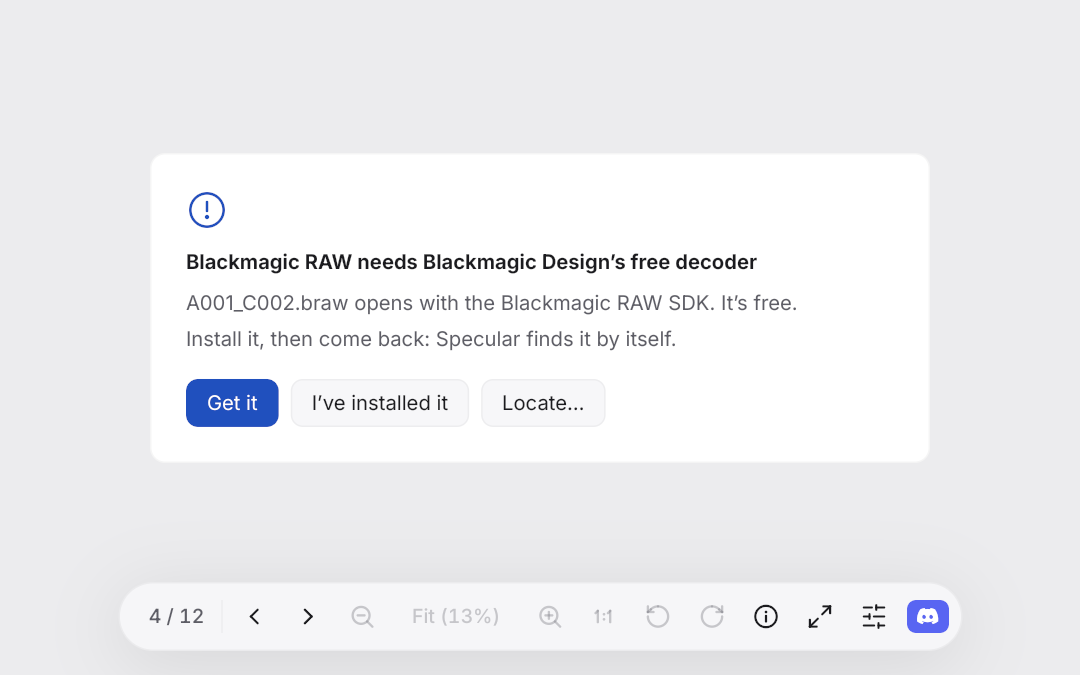 Blackmagic RAW needs Blackmagic Design’s free decoder
A001_C002.braw opens with the Blackmagic RAW SDK. It’s free.
Install it, then come back: Specular finds it by itself.
Get it
I’ve installed it
Locate…
4 / 12
Fit (13%)
1:1